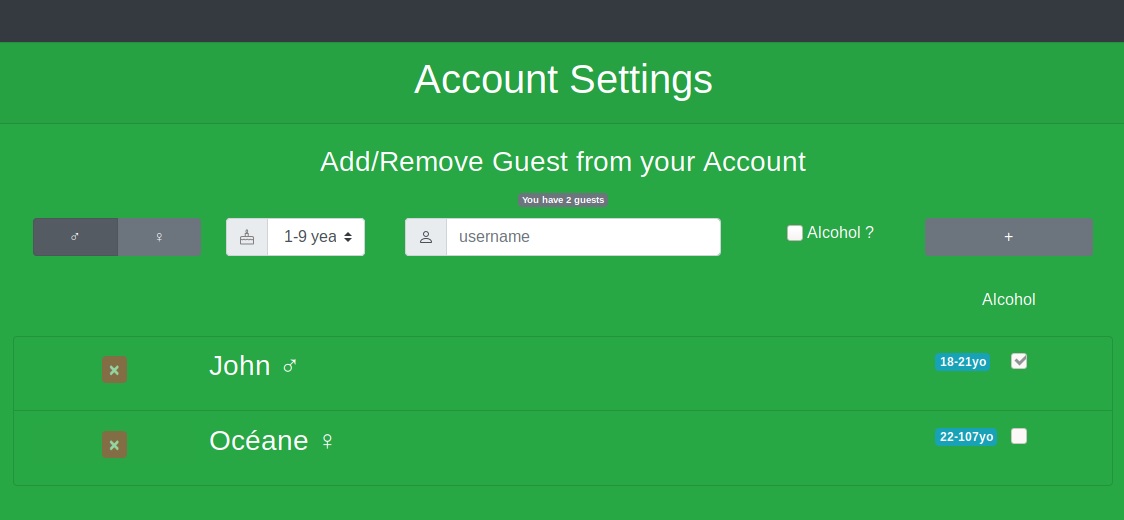 Account Settings
Add/Remove Guest from your Account
You have 2 guests
♂ ♀ 1-9 yea username Alcohol ? +
Alcohol
× John ♂ 18-21yo
× Océane ♀ 22-107yo